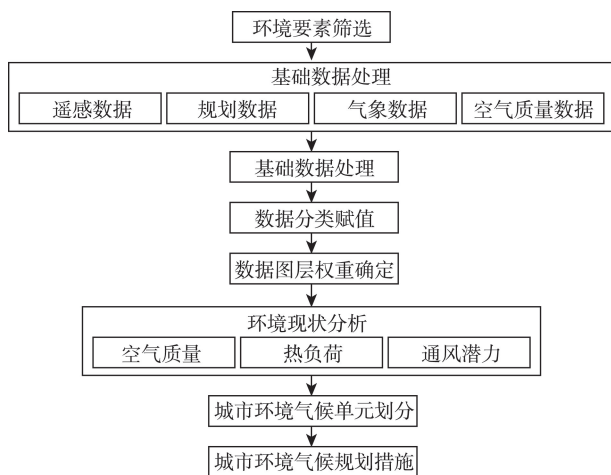 环境要素筛选
基础数据处理
遥感数据 规划数据 气象数据 空气质量数据
基础数据处理
数据分类赋值
数据图层权重确定
环境现状分析
空气质量 热负荷 通风潜力
城市环境气候单元划分
城市环境气候规划措施